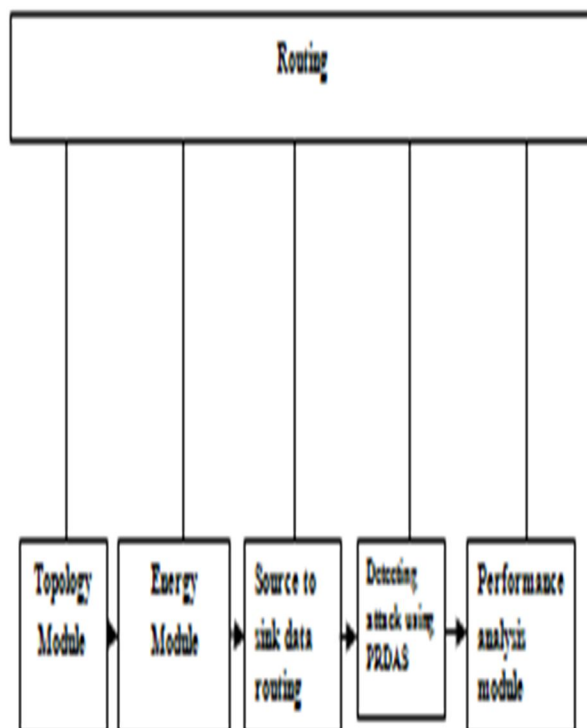 Routing
Topology
Module
Energy
Module
Source to
sink data
routing
Detecting
attack using
PRDAS
Performance
analysis
module